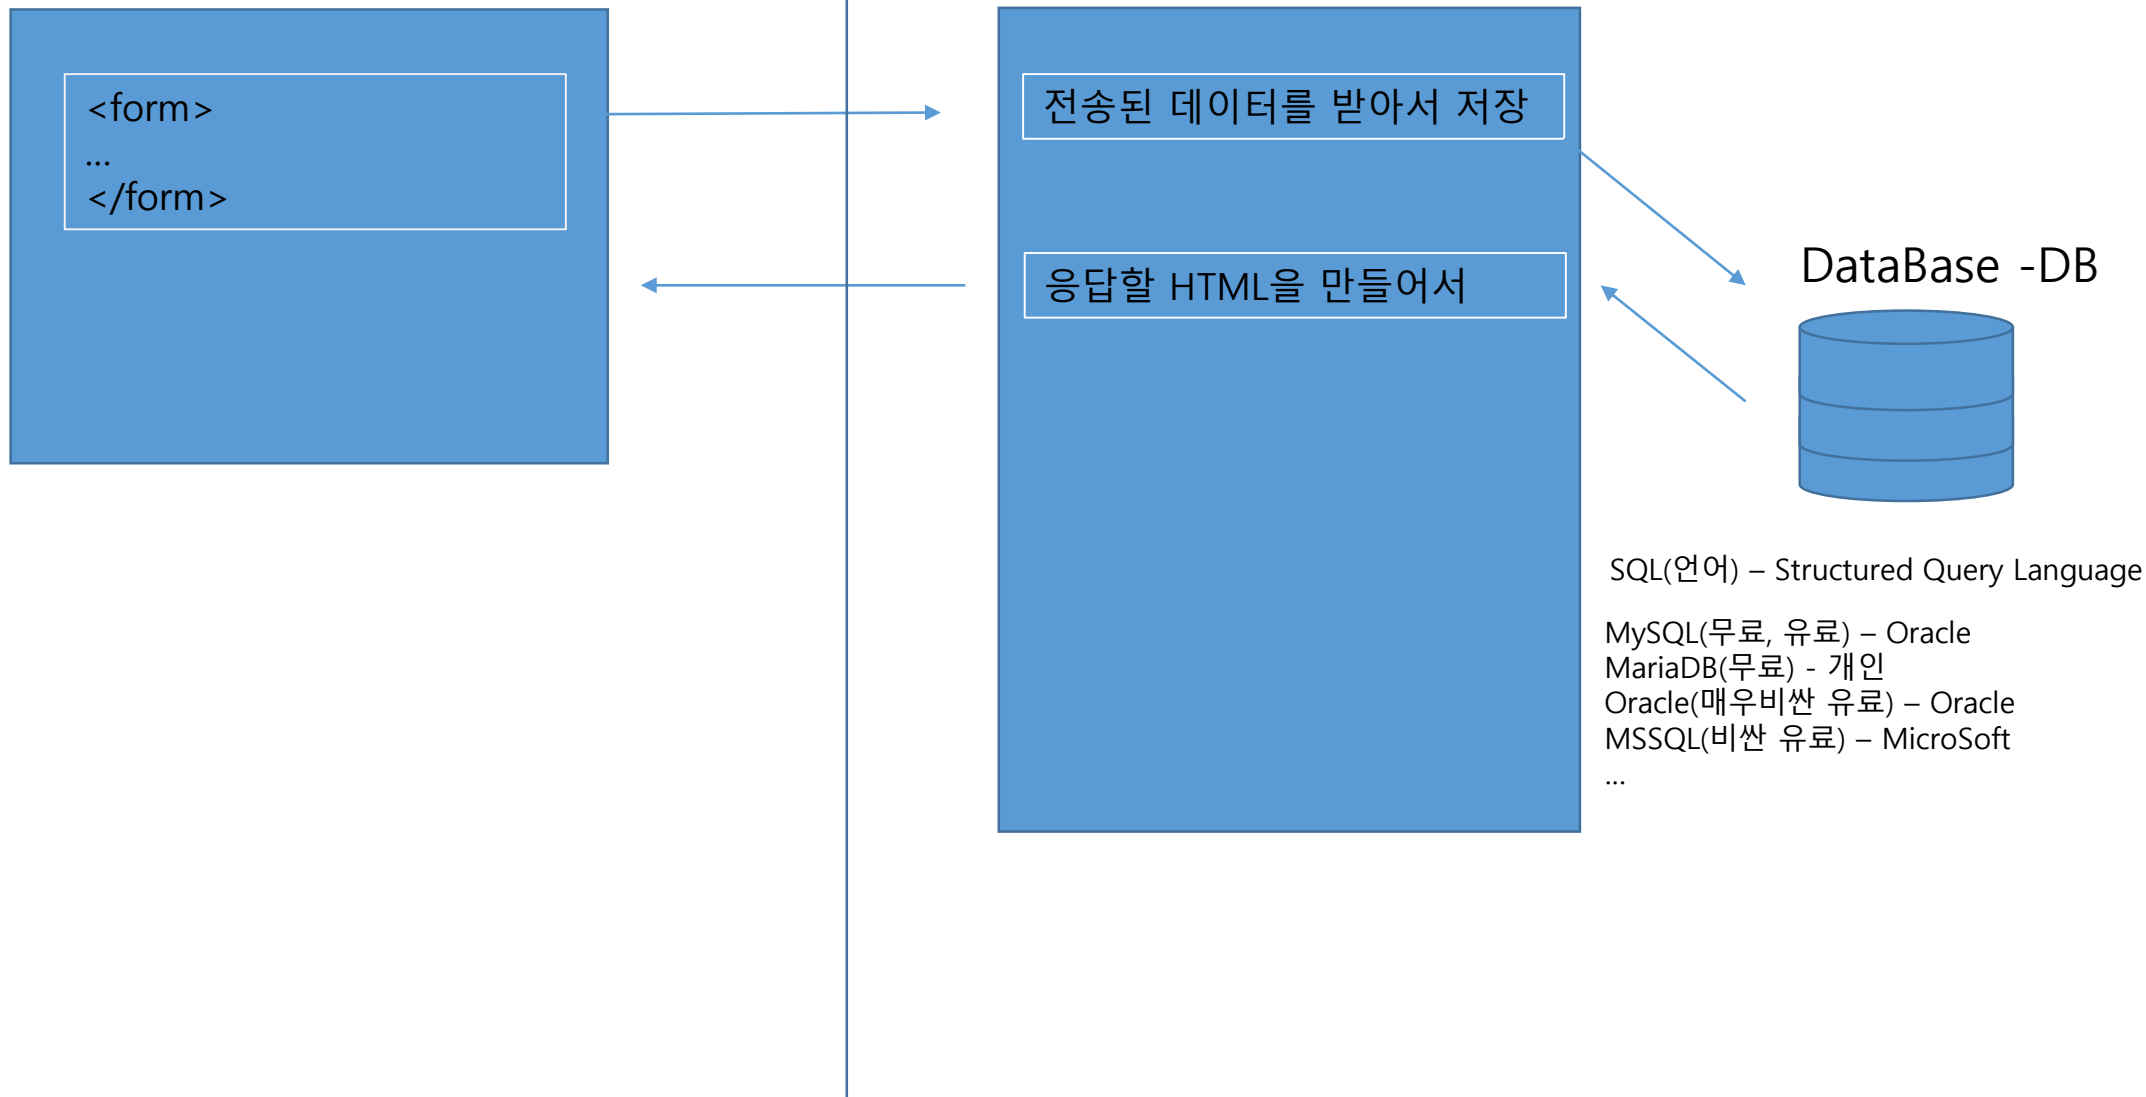 <form>
...
</form>
전송된 데이터를 받아서 저장
응답할 HTML을 만들어서
DataBase -DB
SQL(언어) – Structured Query Language
MySQL(무료, 유료) – Oracle
MariaDB(무료) - 개인
Oracle(매우비싼 유료) – Oracle
MSSQL(비싼 유료) – MicroSoft
...